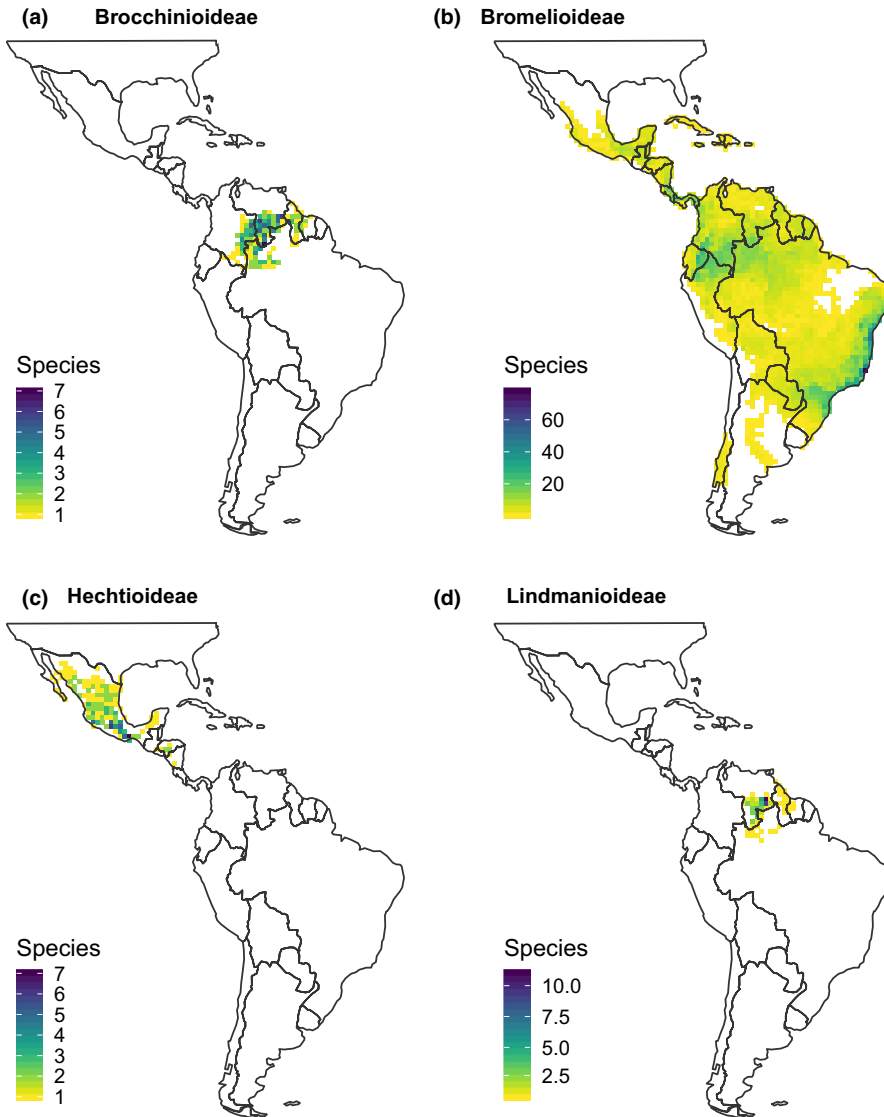 (a) Brocchinioideae
(b) Bromelioideae
Species
7
6
5
4
3
2
1
Species
60
40
20
(c) Hechtioideae
(d) Lindmanioideae
Species
7
6
5
4
3
2
1
Species
10.0
7.5
5.0
2.5